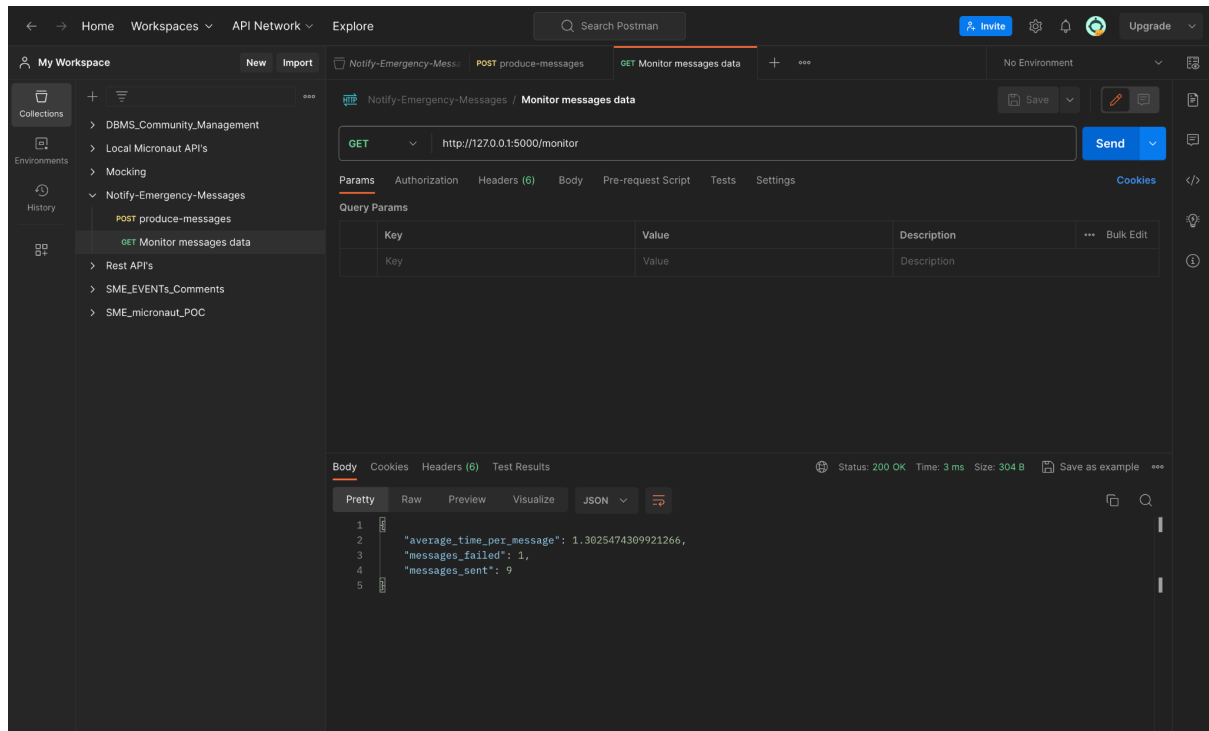 Home Workspaces API Network Explore Search Postman Invite Upgrade
My Workspace New Import Notify-Emergency-Messa POST produce-messages GET Monitor messages data No Environment
Collections
Environments
History
DBMS_Community_Management
Local Micronaut API's
Mocking
Notify-Emergency-Messages
POST produce-messages
GET Monitor messages data
Rest API's
SME_EVENTs_Comments
SME_micronaut_POC
HTTP Notify-Emergency-Messages / Monitor messages data Save
GET http://127.0.0.1:5000/monitor Send
Params Authorization Headers (6) Body Pre-request Script Tests Settings Cookies
Query Params
Key Value Description Bulk Edit
Key Value Description
Body Cookies Headers (6) Test Results Status: 200 OK Time: 3 ms Size: 304 B Save as example
Pretty Raw Preview Visualize JSON
1 {
2 "average_time_per_message": 1.3025474309921266,
3 "messages_failed": 1,
4 "messages_sent": 9
5 }